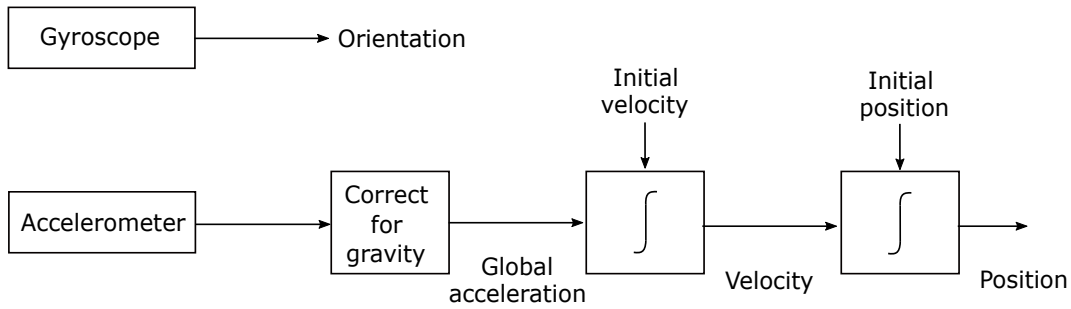 Gyroscope
Orientation
Initial
velocity
Initial
position
Accelerometer
Correct
for
gravity
∫
∫
Global
acceleration
Velocity
Position